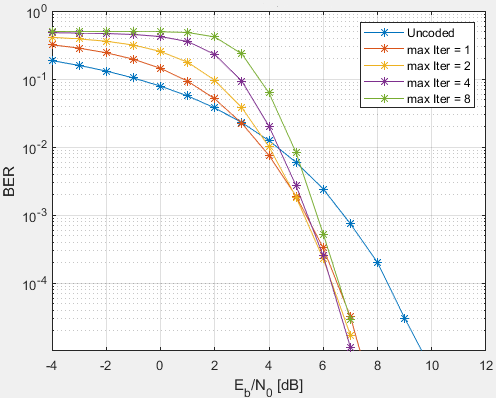 10^0
10^-1
10^-2
10^-3
10^-4
BER
-4 -2 0 2 4 6 8 10 12
E_b/N_0 [dB]
Uncoded
max Iter = 1
max Iter = 2
max Iter = 4
max Iter = 8